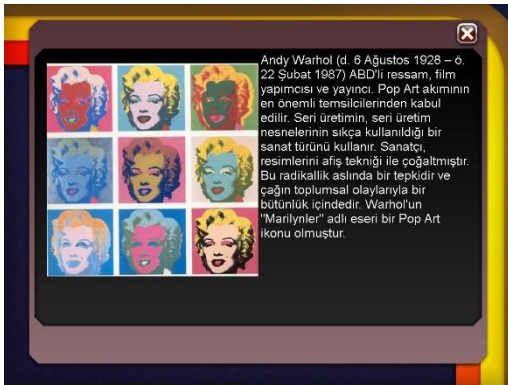 Andy Warhol (d. 6 Ağustos 1928 – ö.
22 Şubat 1987) ABD'li ressam, film
yapımcısı ve yayıncı. Pop Art akımının
en önemli temsilcilerinden kabul
edilir. Seri üretimin, seri üretim
nesnelerinin sıkça kullanıldığı bir
sanat türünü kullanır. Sanatçı,
resimlerini afiş tekniği ile çoğaltmıştır.
Bu radikallik aslında bir tepkidir ve
çağın toplumsal olaylarıyla bir
bütünlük içindedir. Warhol'un
"Marilynler" adlı eseri bir Pop Art
ikonu olmuştur.